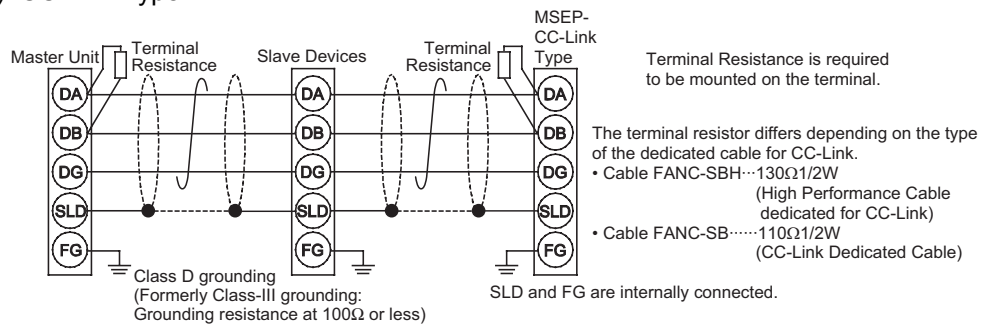 MSEP-
CC-Link
Type
Master Unit
Terminal
Resistance
Slave Devices
Terminal
Resistance
Terminal Resistance is required
to be mounted on the terminal.
DA
DA
DA
DB
DB
DB
DG
DG
DG
SLD
SLD
SLD
FG
FG
FG
The terminal resistor differs depending on the type
of the dedicated cable for CC-Link.
• Cable FANC-SBH···130Ω1/2W
(High Performance Cable
dedicated for CC-Link)
• Cable FANC-SB······110Ω1/2W
(CC-Link Dedicated Cable)
Class D grounding
(Formerly Class-III grounding:
Grounding resistance at 100Ω or less)
SLD and FG are internally connected.